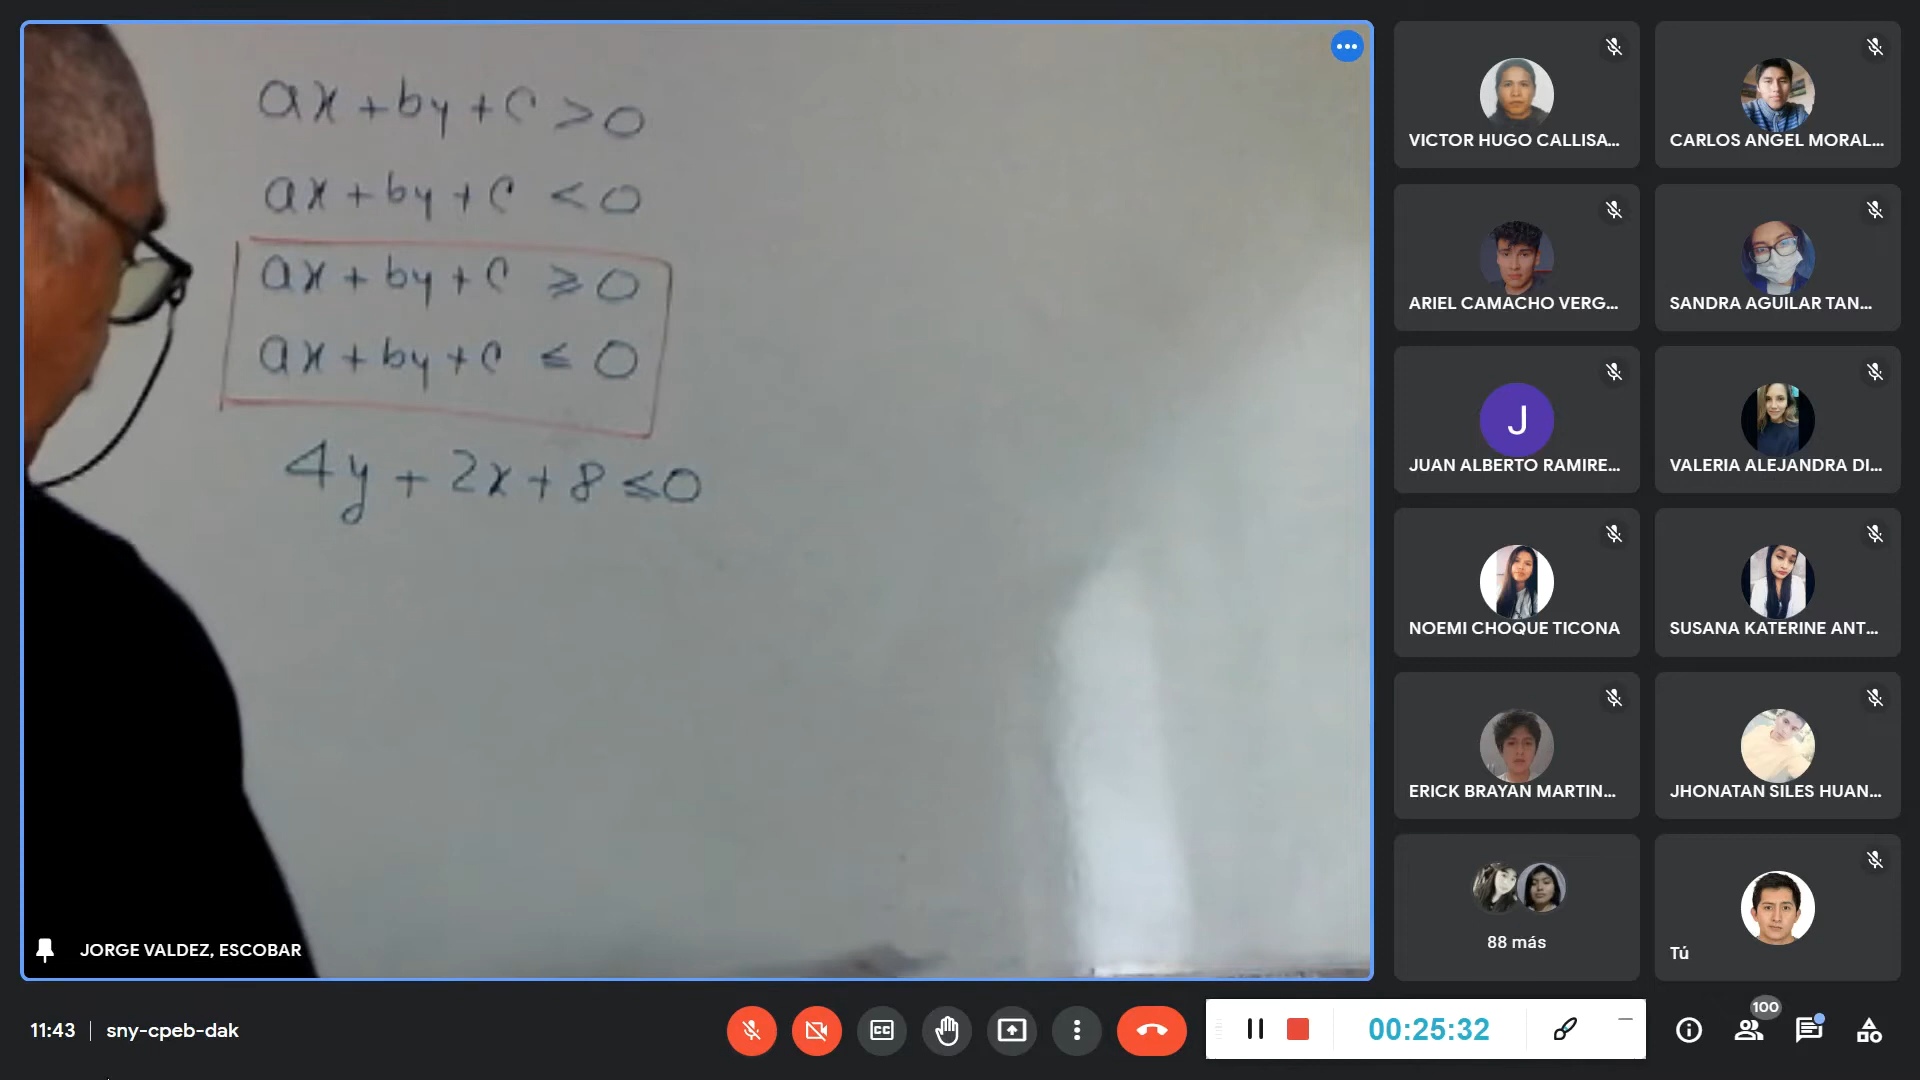 ax + by + c > 0
ax + by + c < 0
ax + by + c ⩾ 0
ax + by + c ≤ 0
4y + 2x + 8 ≤ 0
JORGE VALDEZ, ESCOBAR
VICTOR HUGO CALLISA...
CARLOS ANGEL MORAL...
ARIEL CAMACHO VERG...
SANDRA AGUILAR TAN...
J
JUAN ALBERTO RAMIRE...
VALERIA ALEJANDRA DI...
NOEMI CHOQUE TICONA
SUSANA KATERINE ANT...
ERICK BRAYAN MARTIN...
JHONATAN SILES HUAN...
88 más
Tú
11:43 | sny-cpeb-dak
CC
00:25:32
100